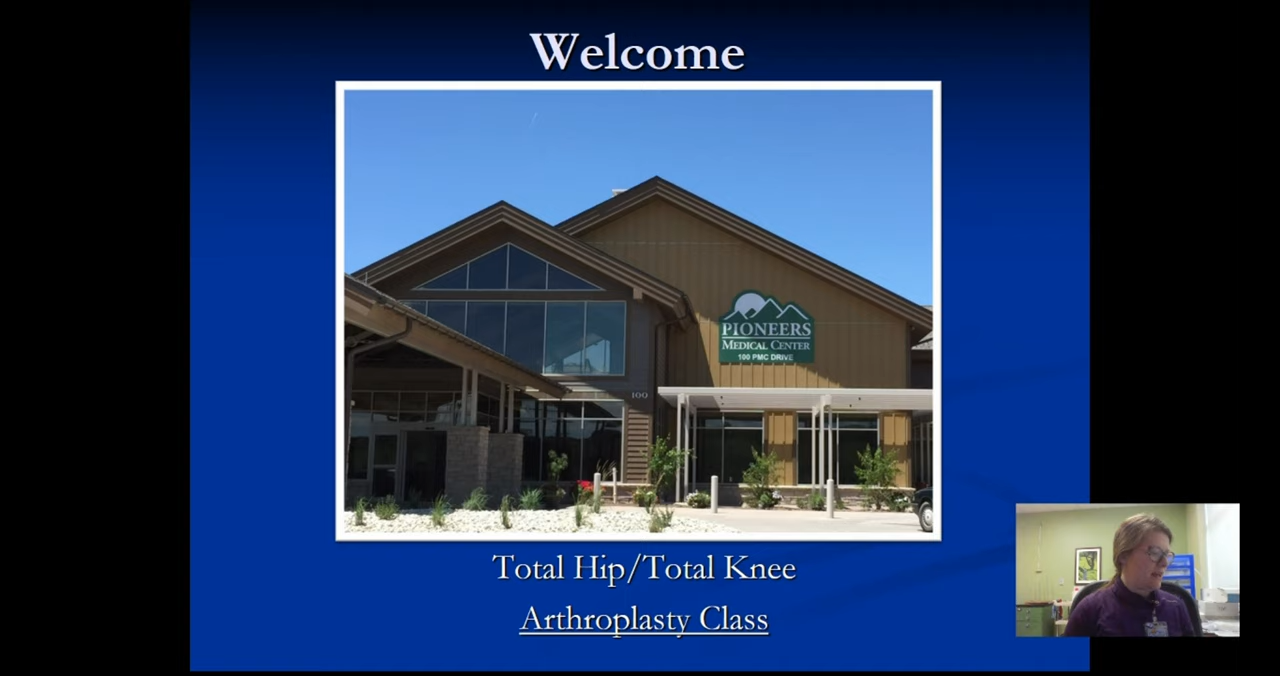 Welcome
PIONEERS
MEDICAL CENTER
100 PMC DRIVE
100
Total Hip/Total Knee
Arthroplasty Class